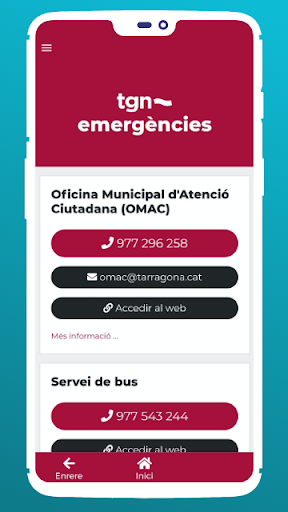 tgn
emergències
Oficina Municipal d'Atenció
Ciutadana (OMAC)
977 296 258
omac@tarragona.cat
Accedir al web
Més informació ...
Servei de bus
977 543 244
Accedir al web
Enrere
Inici